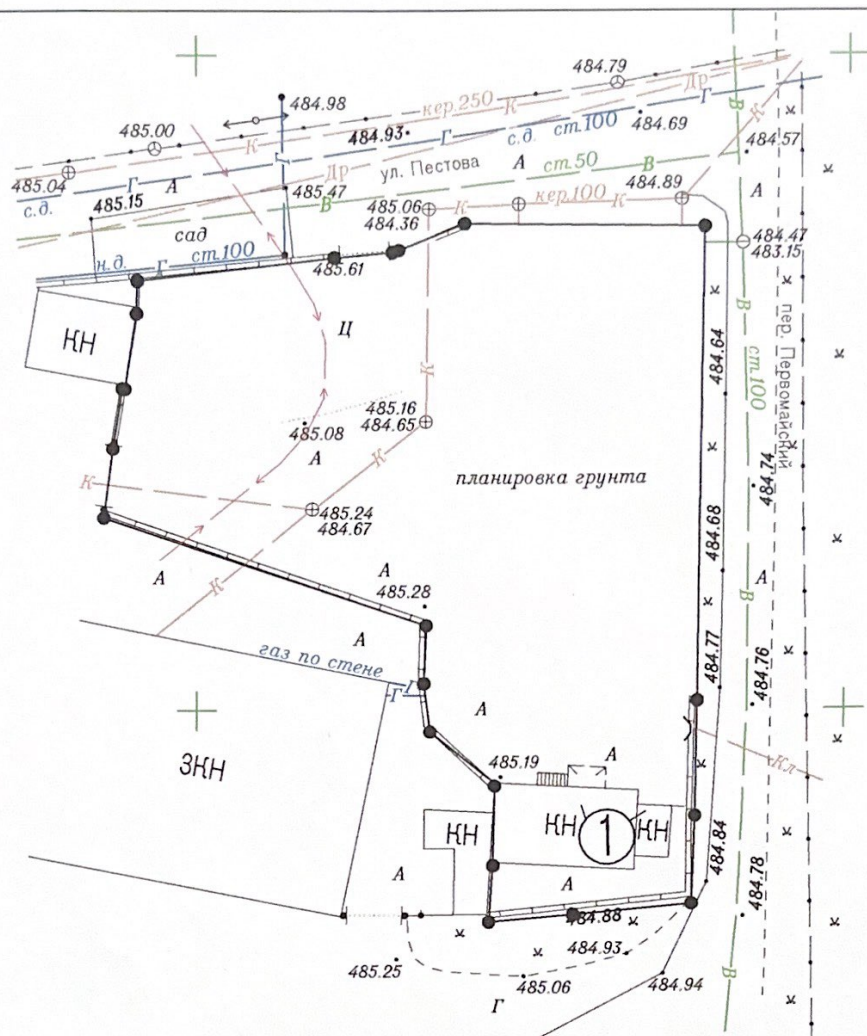 484.79
Др
484.98
кер.250
К
Г
В
485.00
К
484.93
с.д. ст.100
484.69
К
484.57
485.04
А
Г
Г
Др
ул. Пестова
А
ст.50
В
с.д.
485.15
485.47
В
485.06
К
кер.100
К
484.89
А
сад
484.36
484.47
483.15
н.д.
Г
ст.100
485.61
В
КН
Ц
К
484.64
ст.100
пер. Первомайский
485.16
484.65
485.08
А
К
планировка грунта
К
484.74
485.24
484.67
484.68
А
К
А
485.28
А
В
А
газ по стене
484.77
484.76
Г
А
ЗКН
485.19
А
Кл
КН
КН
1
КН
484.84
А
А
484.78
484.88
484.93
485.25
485.06
484.94
В
Г